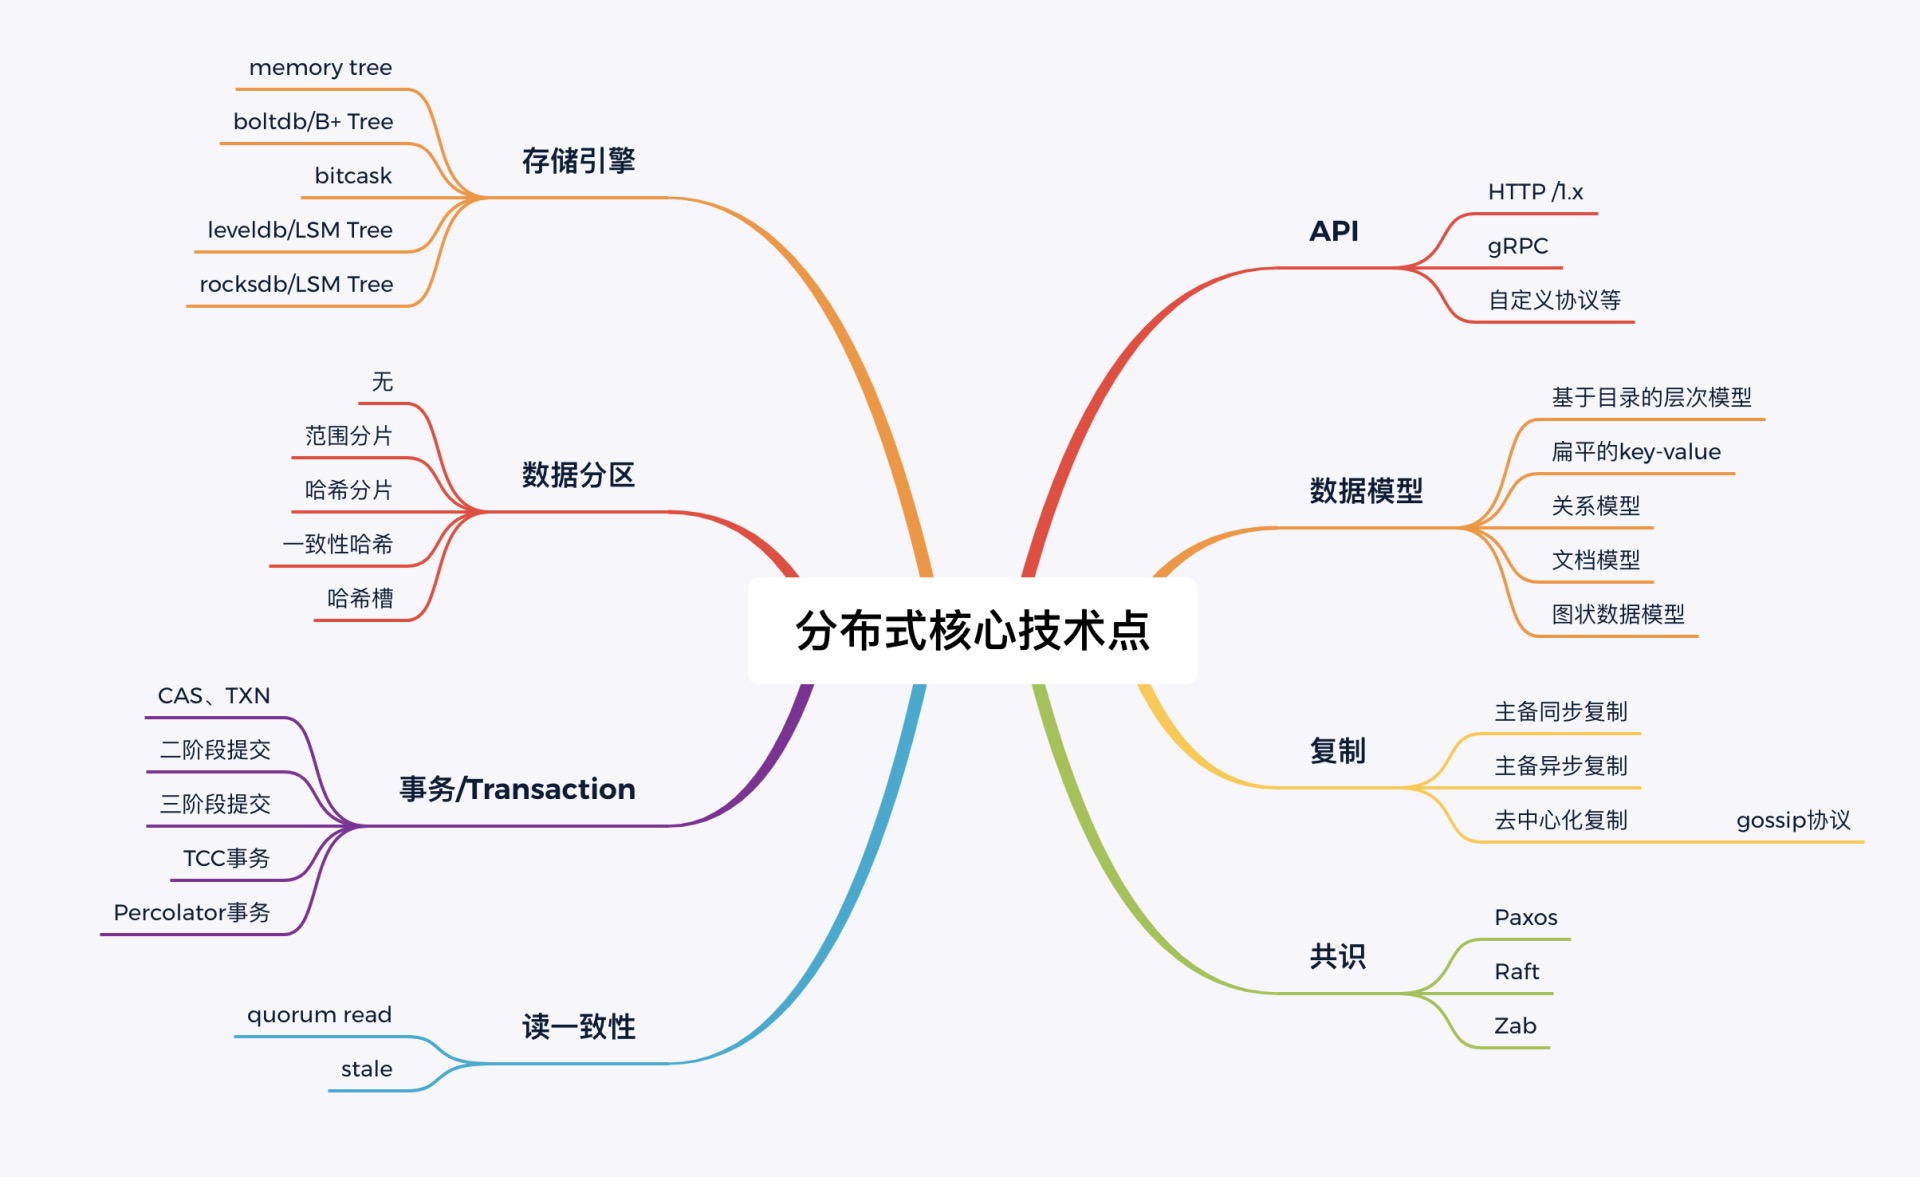 分布式核心技术点
API
HTTP /1.x
gRPC
自定义协议等
数据模型
基于目录的层次模型
扁平的key-value
关系模型
文档模型
图状数据模型
复制
主备同步复制
主备异步复制
去中心化复制
gossip协议
共识
Paxos
Raft
Zab
存储引擎
memory tree
boltdb/B+ Tree
bitcask
leveldb/LSM Tree
rocksdb/LSM Tree
数据分区
无
范围分片
哈希分片
一致性哈希
哈希槽
事务/Transaction
CAS、TXN
二阶段提交
三阶段提交
TCC事务
Percolator事务
读一致性
quorum read
stale